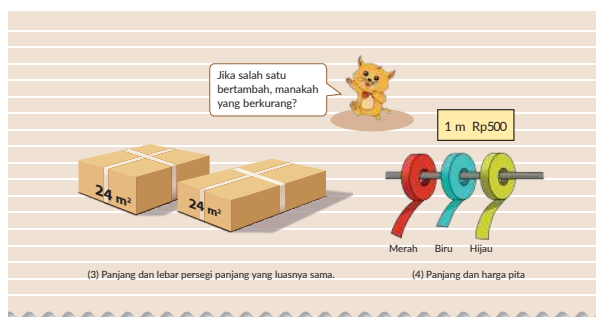 Jika salah satu
bertambah, manakah
yang berkurang?
1 m Rp500
24 m²
24 m²
Merah Biru Hijau
(3) Panjang dan lebar persegi panjang yang luasnya sama.
(4) Panjang dan harga pita